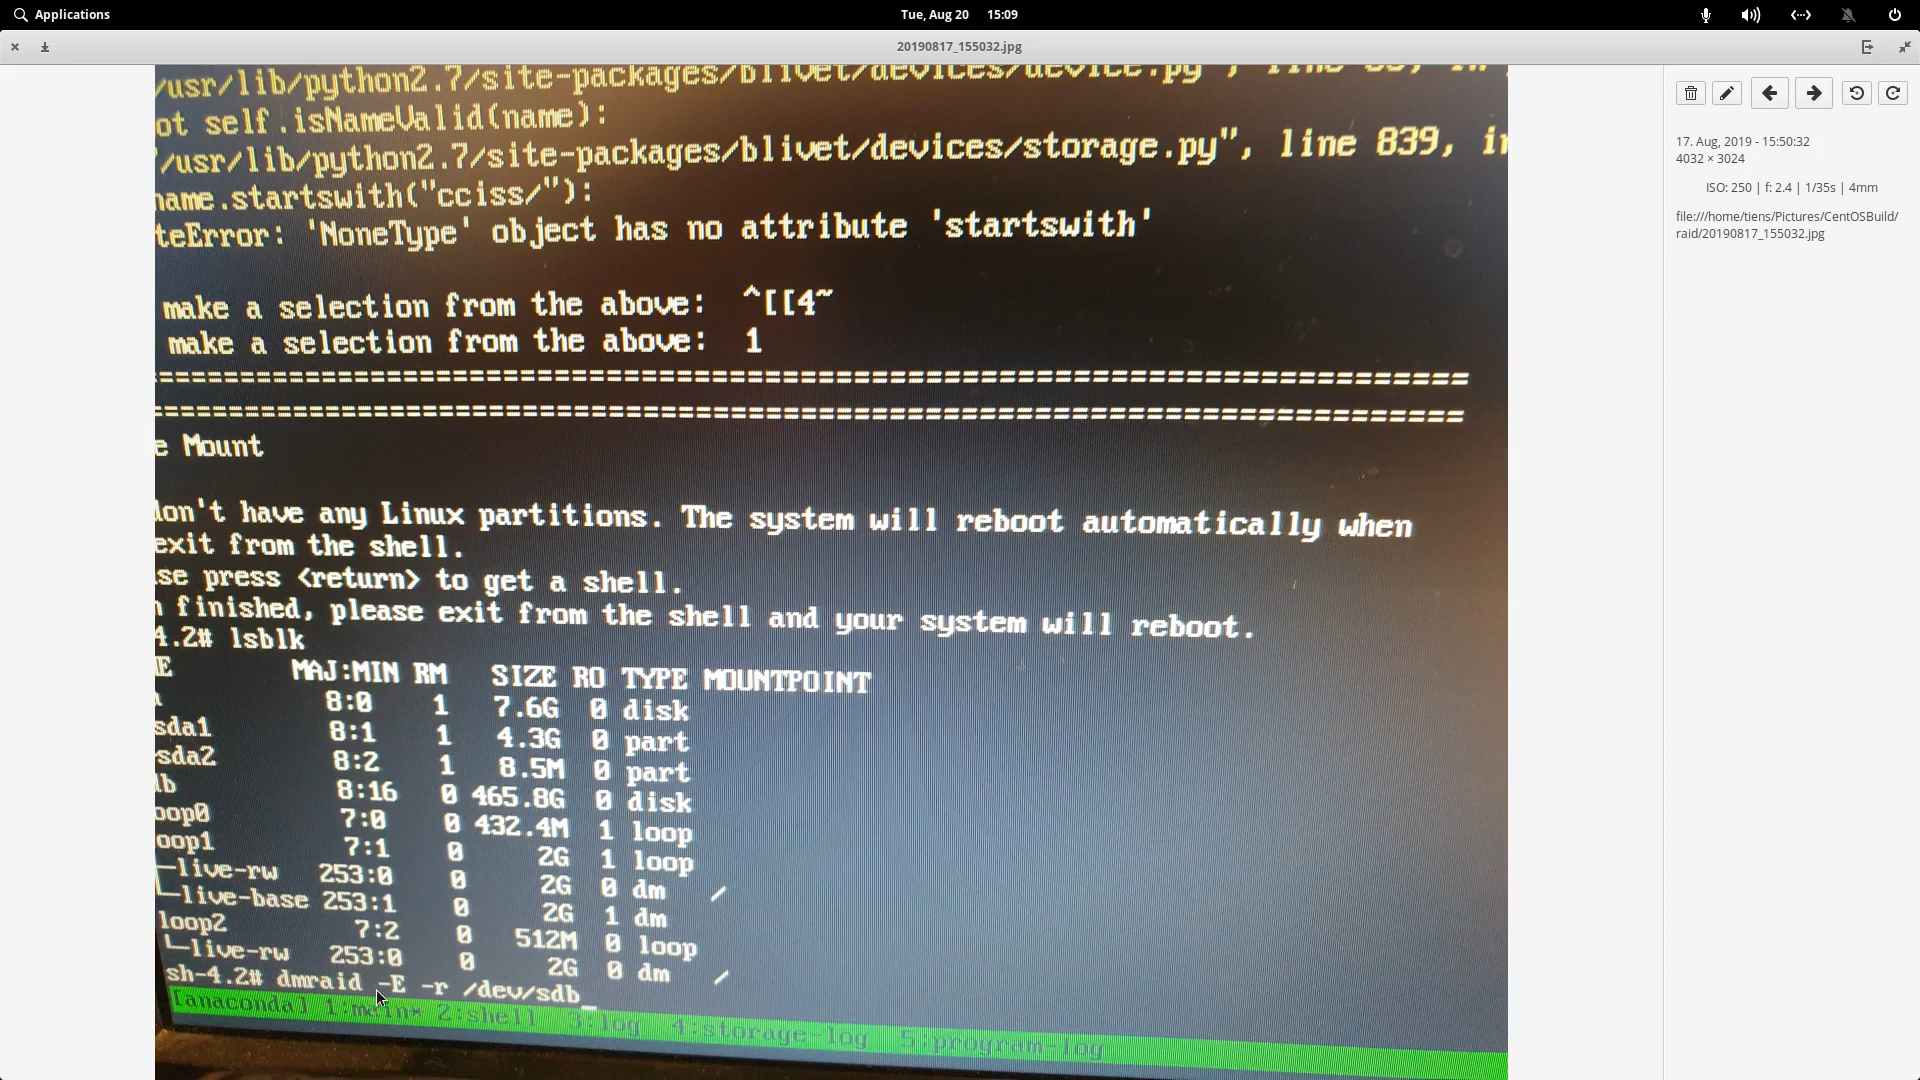 Applications
Tue, Aug 20 15:09
20190817_155032.jpg
/usr/lib/python2.7/site-packages/blivet/devices/device.py", line
ot self.isNameValid(name):
"/usr/lib/python2.7/site-packages/blivet/devices/storage.py", line 839, in
name.startswith("cciss/"):
teError: 'NoneType' object has no attribute 'startswith'
make a selection from the above: ^[[4~
make a selection from the above: 1
================================================================================
================================================================================
e Mount
don't have any Linux partitions. The system will reboot automatically when
exit from the shell.
se press <return> to get a shell.
n finished, please exit from the shell and your system will reboot.
4.2# lsblk
E MAJ:MIN RM SIZE RO TYPE MOUNTPOINT
a 8:0 1 7.6G 0 disk
sda1 8:1 1 4.3G 0 part
sda2 8:2 1 8.5M 0 part
db 8:16 0 465.8G 0 disk
oop0 7:0 0 432.4M 1 loop
oop1 7:1 0 2G 1 loop
├─live-rw 253:0 0 2G 0 dm /
└─live-base 253:1 0 2G 1 dm
loop2 7:2 0 512M 0 loop
└─live-rw 253:0 0 2G 0 dm /
sh-4.2# dmraid -E -r /dev/sdb_
[anaconda] 1:main* 2:shell 3:log 4:storage-log 5:program-log
17. Aug, 2019 - 15:50:32
4032 × 3024
ISO: 250 | f: 2.4 | 1/35s | 4mm
file:///home/tiens/Pictures/CentOSBuild/
raid/20190817_155032.jpg